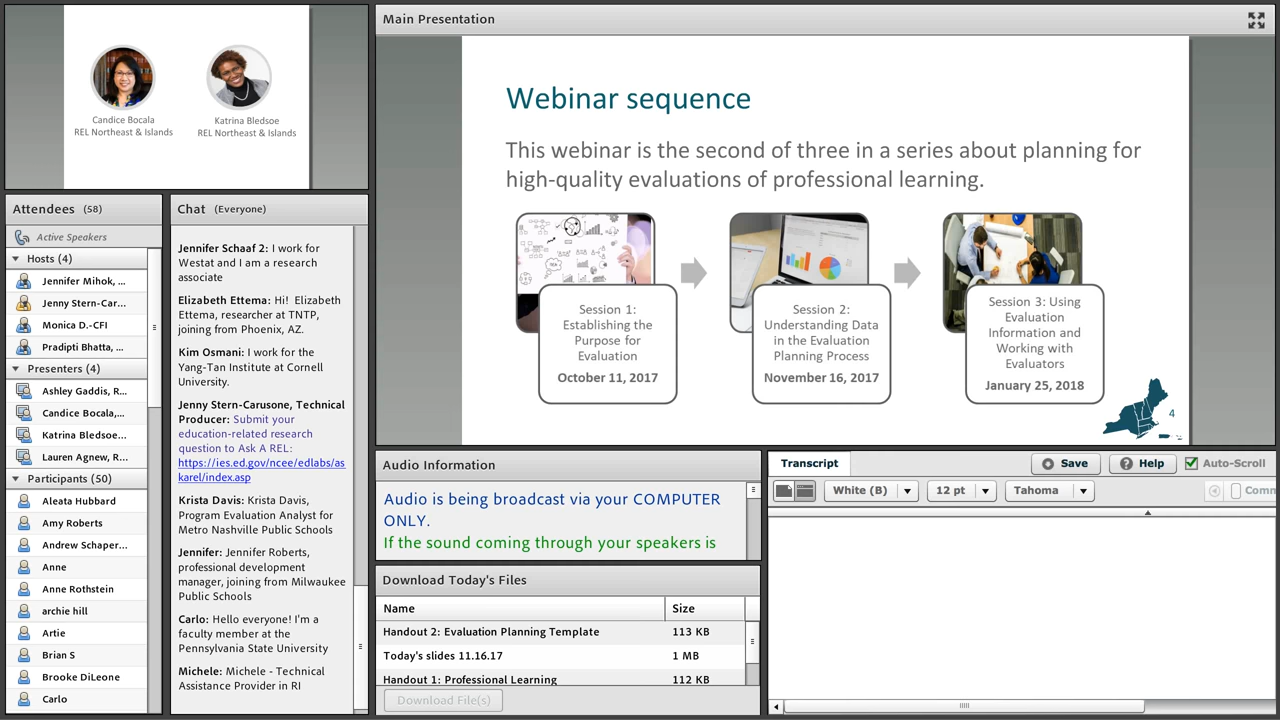 Candice Bocala
REL Northeast & Islands
Katrina Bledsoe
REL Northeast & Islands
Attendees (58)
Active Speakers
Hosts (4)
Jennifer Mihok, ...
Jenny Stern-Car...
Monica D.-CFI
Pradipti Bhatta, ...
Presenters (4)
Ashley Gaddis, R...
Candice Bocala,...
Katrina Bledsoe...
Lauren Agnew, R...
Participants (50)
Aleata Hubbard
Amy Roberts
Andrew Schaper...
Anne
Anne Rothstein
archie hill
Artie
Brian S
Brooke DiLeone
Carlo
Chat (Everyone)
Jennifer Schaaf 2: I work for
Westat and I am a research
associate
Elizabeth Ettema: Hi! Elizabeth
Ettema, researcher at TNTP,
joining from Phoenix, AZ.
Kim Osmani: I work for the
Yang-Tan Institute at Cornell
University.
Jenny Stern-Carusone, Technical
Producer: Submit your
education-related research
question to Ask A REL:
https://ies.ed.gov/ncee/edlabs/as
karel/index.asp
Krista Davis: Krista Davis,
Program Evaluation Analyst for
Metro Nashville Public Schools
Jennifer: Jennifer Roberts,
professional development
manager, joining from Milwaukee
Public Schools
Carlo: Hello everyone! I'm a
faculty member at the
Pennsylvania State University
Michele: Michele - Technical
Assistance Provider in RI
Main Presentation
Webinar sequence
This webinar is the second of three in a series about planning for
high-quality evaluations of professional learning.
Session 1:
Establishing the
Purpose for
Evaluation
October 11, 2017
Session 2:
Understanding Data
in the Evaluation
Planning Process
November 16, 2017
Session 3: Using
Evaluation
Information and
Working with
Evaluators
January 25, 2018
4
Audio Information
Audio is being broadcast via your COMPUTER
ONLY.
If the sound coming through your speakers is
Download Today's Files
Name Size
Handout 2: Evaluation Planning Template 113 KB
Today's slides 11.16.17 1 MB
Handout 1: Professional Learning 112 KB
Download File(s)
Transcript Save Help Auto-Scroll
White (B) 12 pt Tahoma Comm